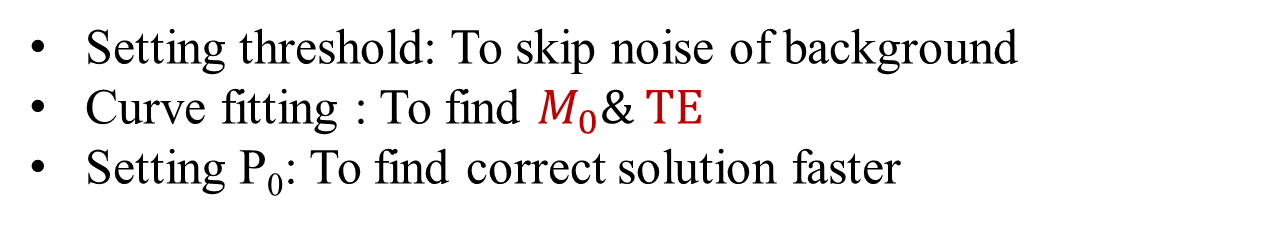 • Setting threshold: To skip noise of background
• Curve fitting : To find M₀& TE
• Setting P₀: To find correct solution faster